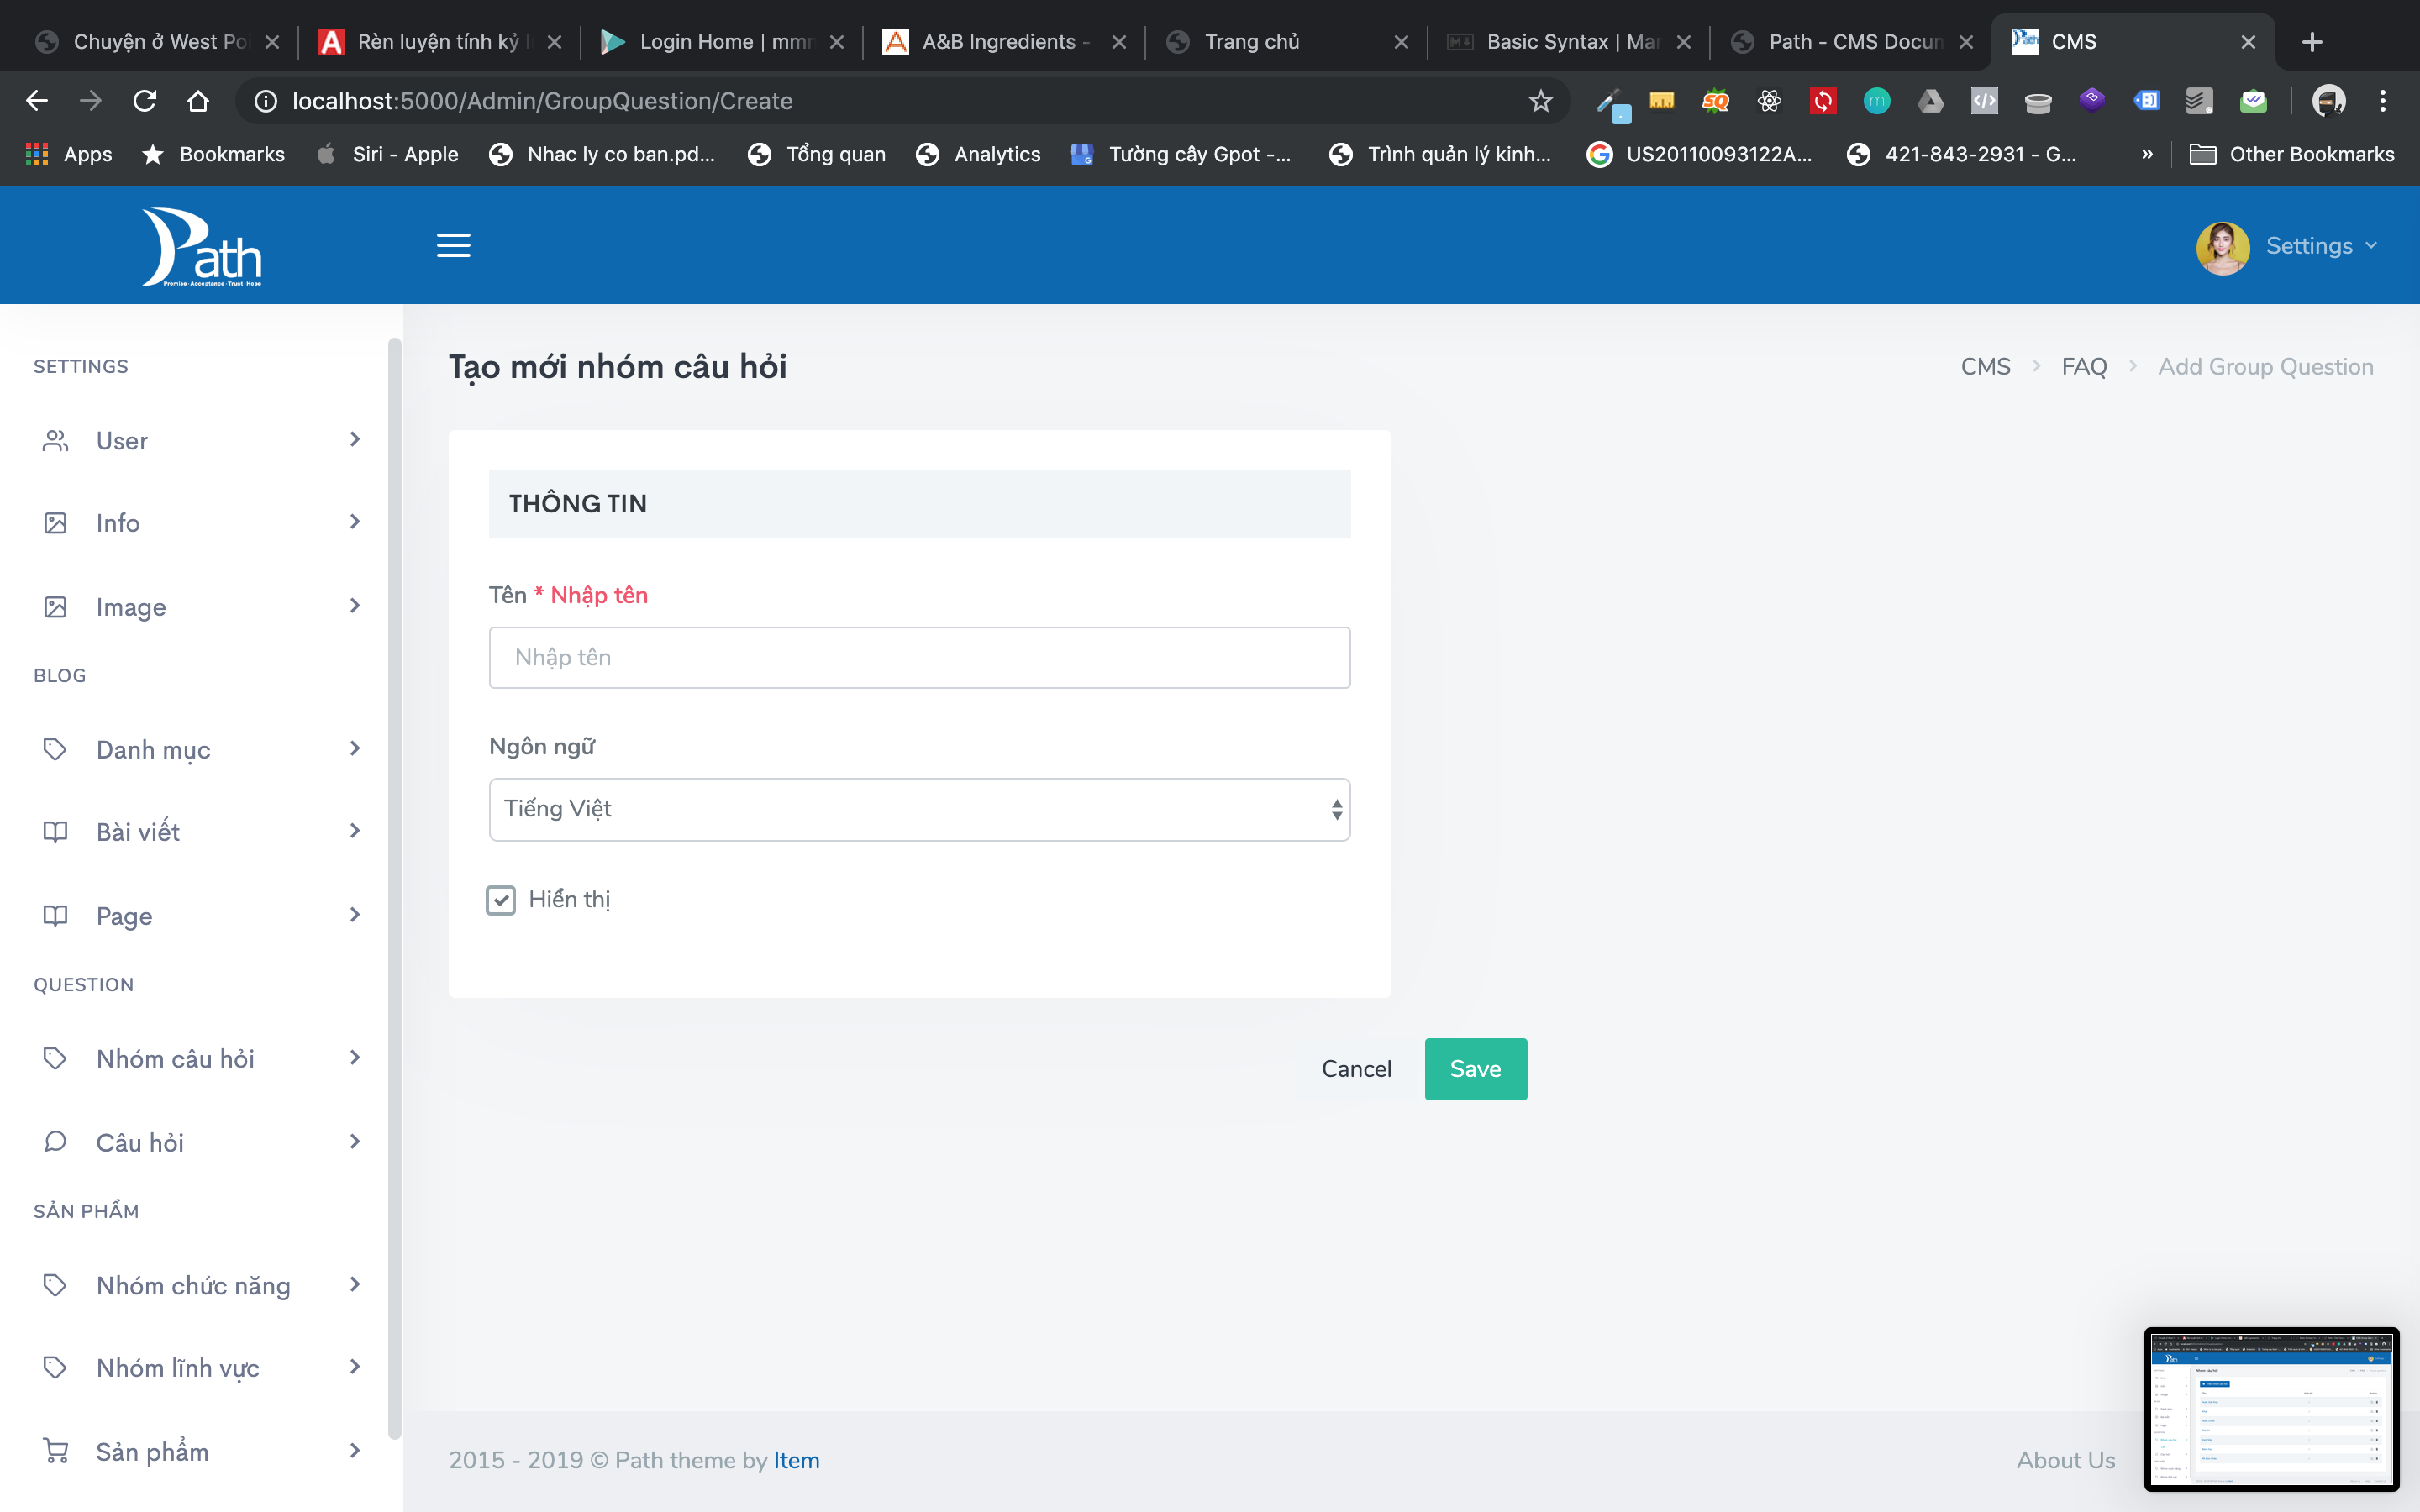 Chuyện ở West Poi
Rèn luyện tính kỷ l
Login Home | mmm
A&B Ingredients -
Trang chủ
Basic Syntax | Mar
Path - CMS Docum
CMS
localhost:5000/Admin/GroupQuestion/Create
Apps
Bookmarks
Siri - Apple
Nhac ly co ban.pd...
Tổng quan
Analytics
Tường cây Gpot -...
Trình quản lý kinh...
US20110093122A...
421-843-2931 - G...
»
Other Bookmarks
Path
Promise - Acceptance - Trust - Hope
Settings
SETTINGS
User
Info
Image
BLOG
Danh mục
Bài viết
Page
QUESTION
Nhóm câu hỏi
Câu hỏi
SẢN PHẨM
Nhóm chức năng
Nhóm lĩnh vực
Sản phẩm
Tạo mới nhóm câu hỏi
CMS > FAQ > Add Group Question
THÔNG TIN
Tên * Nhập tên
Nhập tên
Ngôn ngữ
Tiếng Việt
Hiển thị
Cancel
Save
2015 - 2019 © Path theme by Item
About Us